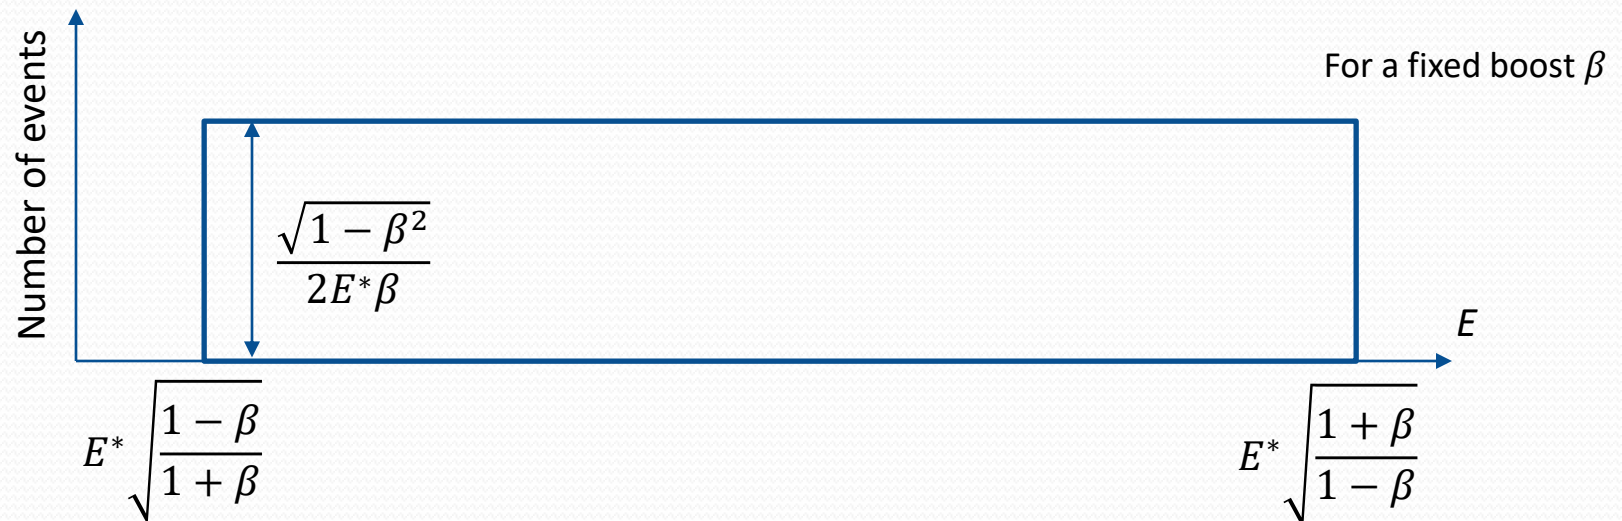 Number of events
For a fixed boost β
√(1 − β²)
2E*β
E
E* √((1 − β)/(1 + β))
E* √((1 + β)/(1 − β))